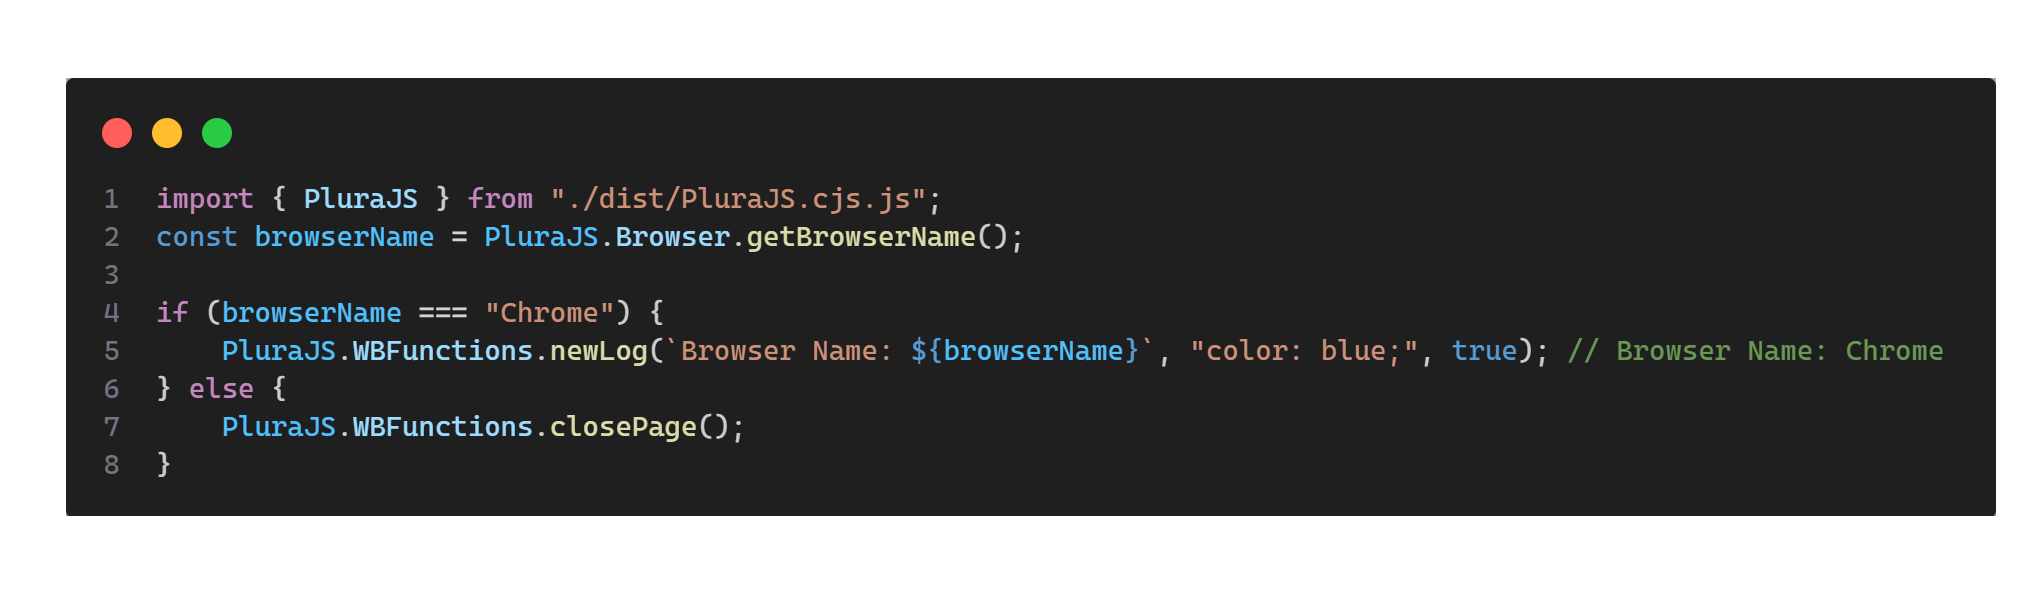 1 import { PluraJS } from "./dist/PluraJS.cjs.js";
2 const browserName = PluraJS.Browser.getBrowserName();
3
4 if (browserName === "Chrome") {
5     PluraJS.WBFunctions.newLog(`Browser Name: ${browserName}`, "color: blue;", true); // Browser Name: Chrome
6 } else {
7     PluraJS.WBFunctions.closePage();
8 }